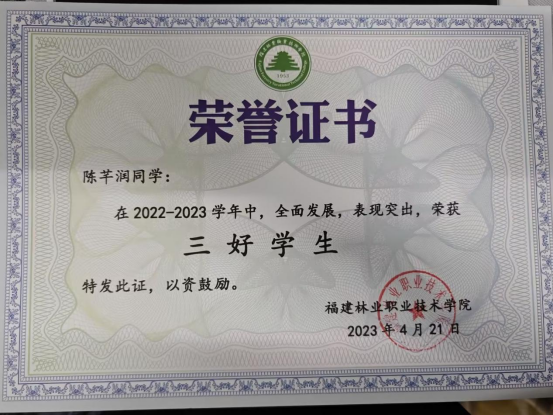 1953
荣誉证书
陈芊润同学：
在2022-2023学年中，全面发展，表现突出，荣获
三好学生
特发此证，以资鼓励。
福建林业职业技术学院
2023年4月21日